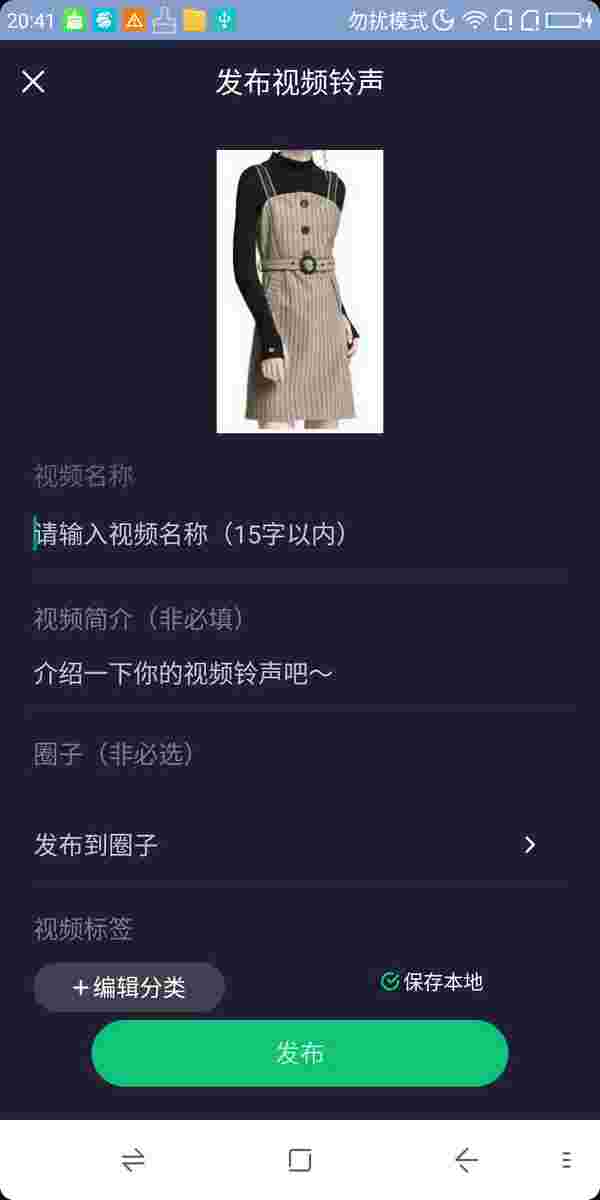 20:41 勿扰模式
发布视频铃声
视频名称
请输入视频名称（15字以内）
视频简介（非必填）
介绍一下你的视频铃声吧～
圈子（非必选）
发布到圈子
视频标签
+编辑分类 保存本地
发布